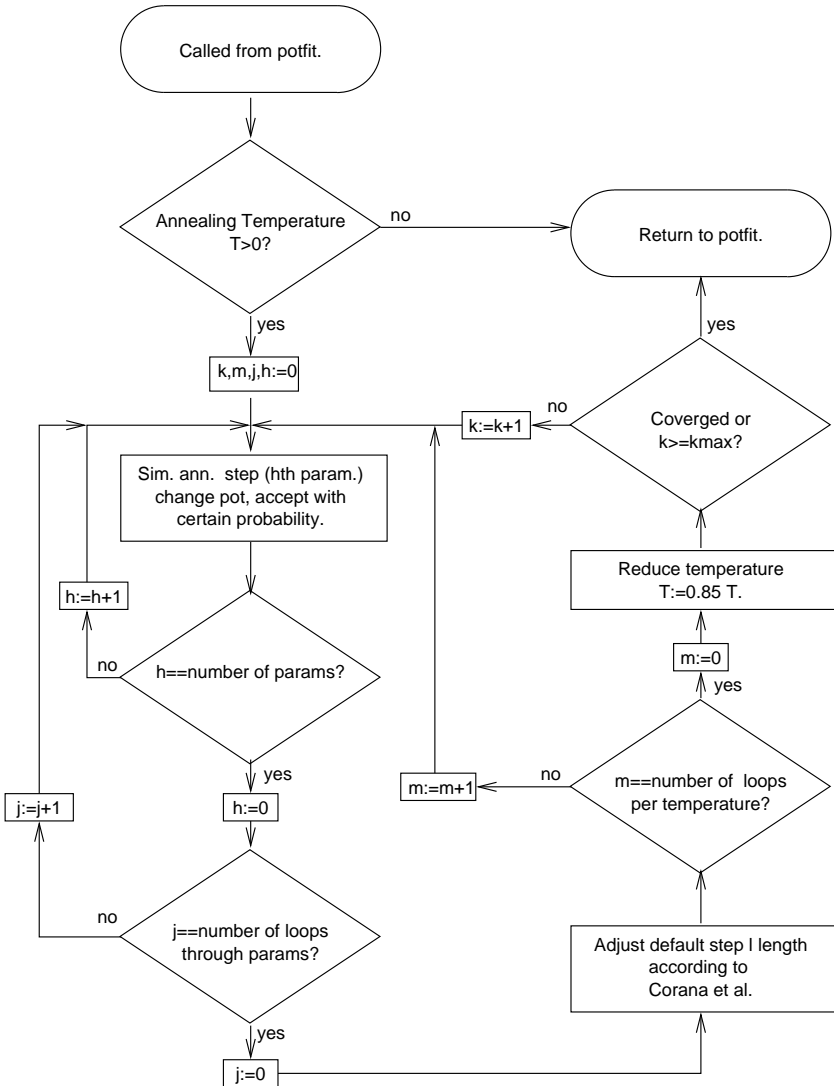 Called from potfit.
Annealing Temperature
T>0?
no
Return to potfit.
yes
k,m,j,h:=0
Sim. ann. step (hth param.)
change pot, accept with
certain probability.
h:=h+1
no
h==number of params?
yes
h:=0
j:=j+1
no
j==number of loops
through params?
yes
j:=0
Adjust default step l length
according to
Corana et al.
m==number of loops
per temperature?
no
m:=m+1
yes
m:=0
Reduce temperature
T:=0.85 T.
Coverged or
k>=kmax?
no
k:=k+1
yes